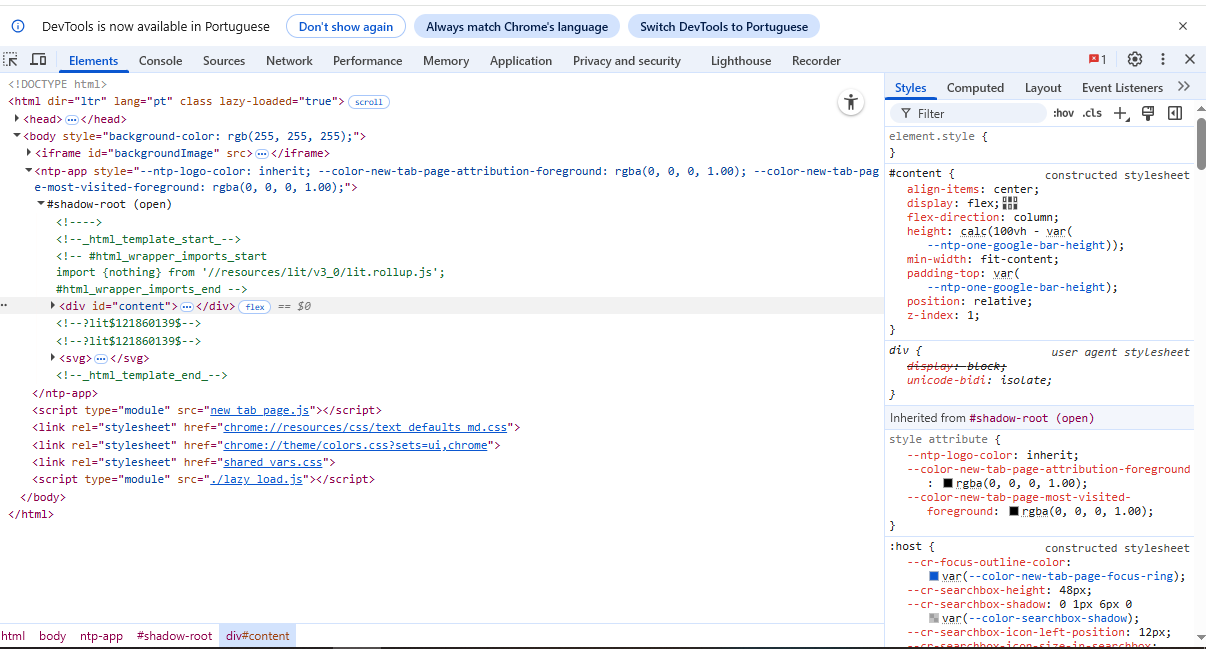 DevTools is now available in Portuguese
Don't show again
Always match Chrome's language
Switch DevTools to Portuguese
Elements Console Sources Network Performance Memory Application Privacy and security Lighthouse Recorder
1
<!DOCTYPE html>
<html dir="ltr" lang="pt" class lazy-loaded="true"> scroll
<head> … </head>
<body style="background-color: rgb(255, 255, 255);">
<iframe id="backgroundImage" src> … </iframe>
<ntp-app style="--ntp-logo-color: inherit; --color-new-tab-page-attribution-foreground: rgba(0, 0, 0, 1.00); --color-new-tab-pag
e-most-visited-foreground: rgba(0, 0, 0, 1.00);">
#shadow-root (open)
<!---->
<!--_html_template_start_-->
<!-- #html_wrapper_imports_start
import {nothing} from '//resources/lit/v3_0/lit.rollup.js';
#html_wrapper_imports_end -->
<div id="content"> … </div> flex == $0
<!--?lit$121860139$-->
<!--?lit$121860139$-->
<svg> … </svg>
<!--_html_template_end_-->
</ntp-app>
<script type="module" src="new_tab_page.js"></script>
<link rel="stylesheet" href="chrome://resources/css/text_defaults_md.css">
<link rel="stylesheet" href="chrome://theme/colors.css?sets=ui,chrome">
<link rel="stylesheet" href="shared_vars.css">
<script type="module" src="./lazy_load.js"></script>
</body>
</html>
html body ntp-app #shadow-root div#content
Styles Computed Layout Event Listeners
Filter :hov .cls
element.style {
}
#content { constructed stylesheet
align-items: center;
display: flex;
flex-direction: column;
height: calc(100vh - var(
--ntp-one-google-bar-height));
min-width: fit-content;
padding-top: var(
--ntp-one-google-bar-height);
position: relative;
z-index: 1;
}
div { user agent stylesheet
display: block;
unicode-bidi: isolate;
}
Inherited from #shadow-root (open)
style attribute {
--ntp-logo-color: inherit;
--color-new-tab-page-attribution-foreground
: rgba(0, 0, 0, 1.00);
--color-new-tab-page-most-visited-
foreground: rgba(0, 0, 0, 1.00);
}
:host { constructed stylesheet
--cr-focus-outline-color:
var(--color-new-tab-page-focus-ring);
--cr-searchbox-height: 48px;
--cr-searchbox-shadow: 0 1px 6px 0
var(--color-searchbox-shadow);
--cr-searchbox-icon-left-position: 12px;
--cr-searchbox-icon-size-in-searchbox: